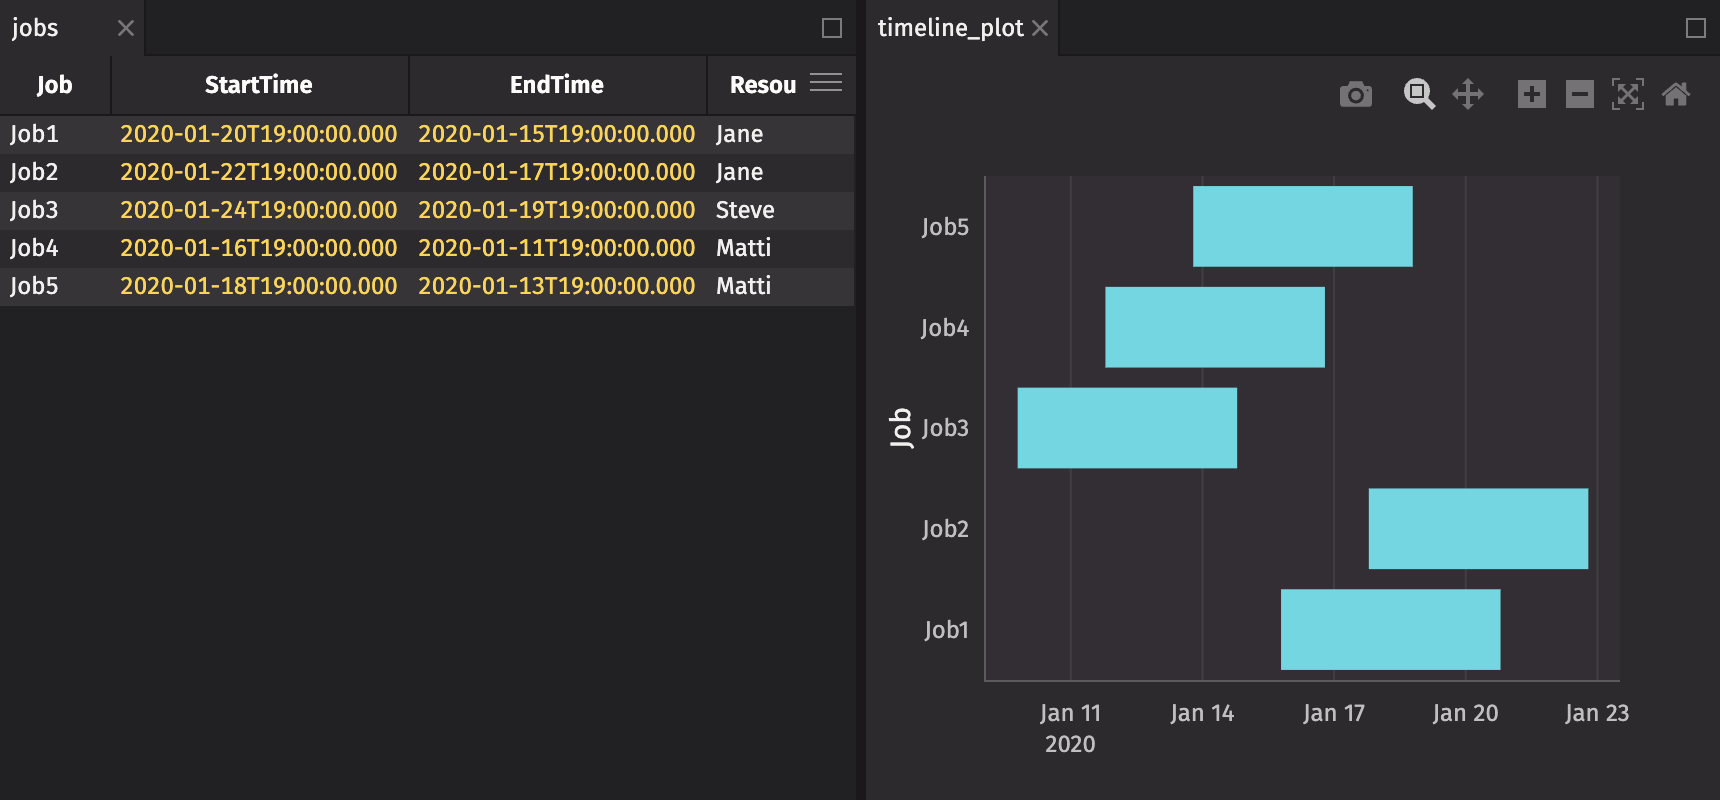 jobs
timeline_plot
Job StartTime EndTime Resou
Job1 2020-01-20T19:00:00.000 2020-01-15T19:00:00.000 Jane
Job2 2020-01-22T19:00:00.000 2020-01-17T19:00:00.000 Jane
Job3 2020-01-24T19:00:00.000 2020-01-19T19:00:00.000 Steve
Job4 2020-01-16T19:00:00.000 2020-01-11T19:00:00.000 Matti
Job5 2020-01-18T19:00:00.000 2020-01-13T19:00:00.000 Matti
Job5
Job4
Job3
Job2
Job1
Job
Jan 11 Jan 14 Jan 17 Jan 20 Jan 23
2020